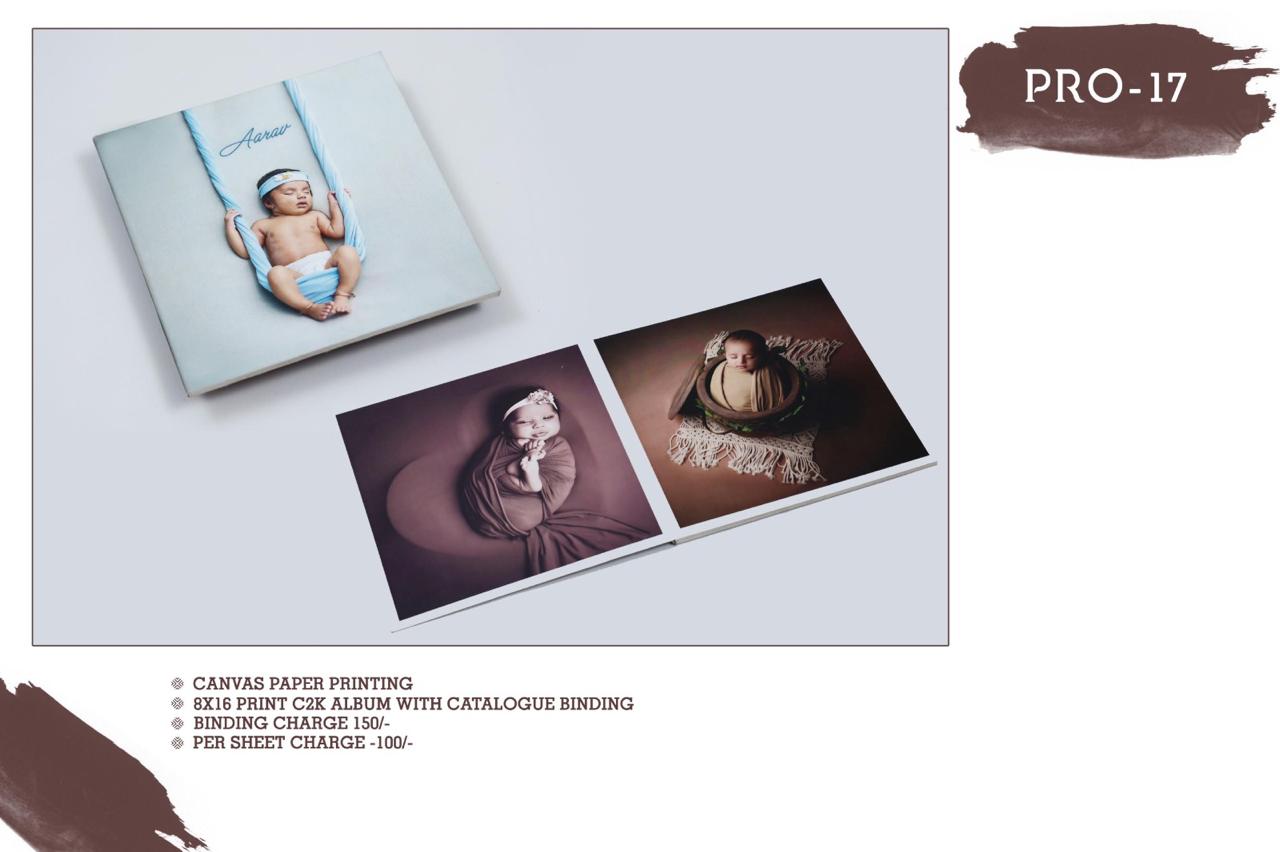 PRO-17
Aarav
CANVAS PAPER PRINTING
8X16 PRINT C2K ALBUM WITH CATALOGUE BINDING
BINDING CHARGE 150/-
PER SHEET CHARGE -100/-